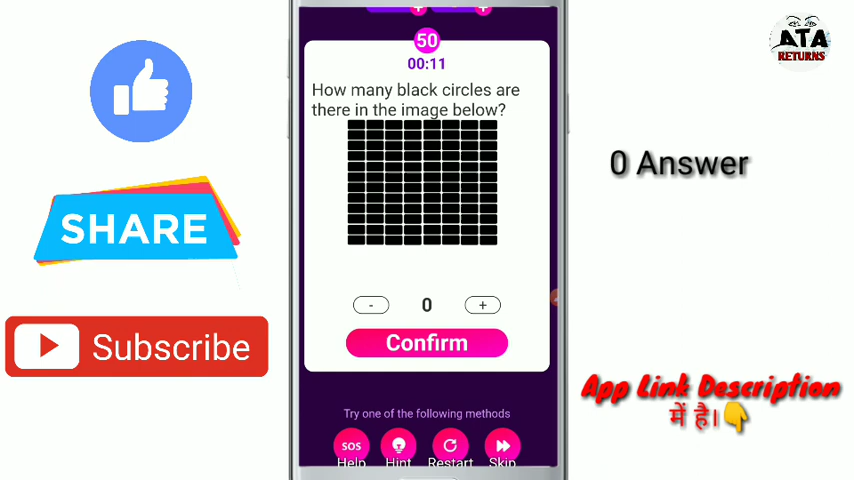 50
00:11
How many black circles are
there in the image below?
- 0 +
Confirm
Try one of the following methods
SOS
Help Hint Restart Skip
SHARE
Subscribe
ATA
RETURNS
0 Answer
App Link Description
में है।👇